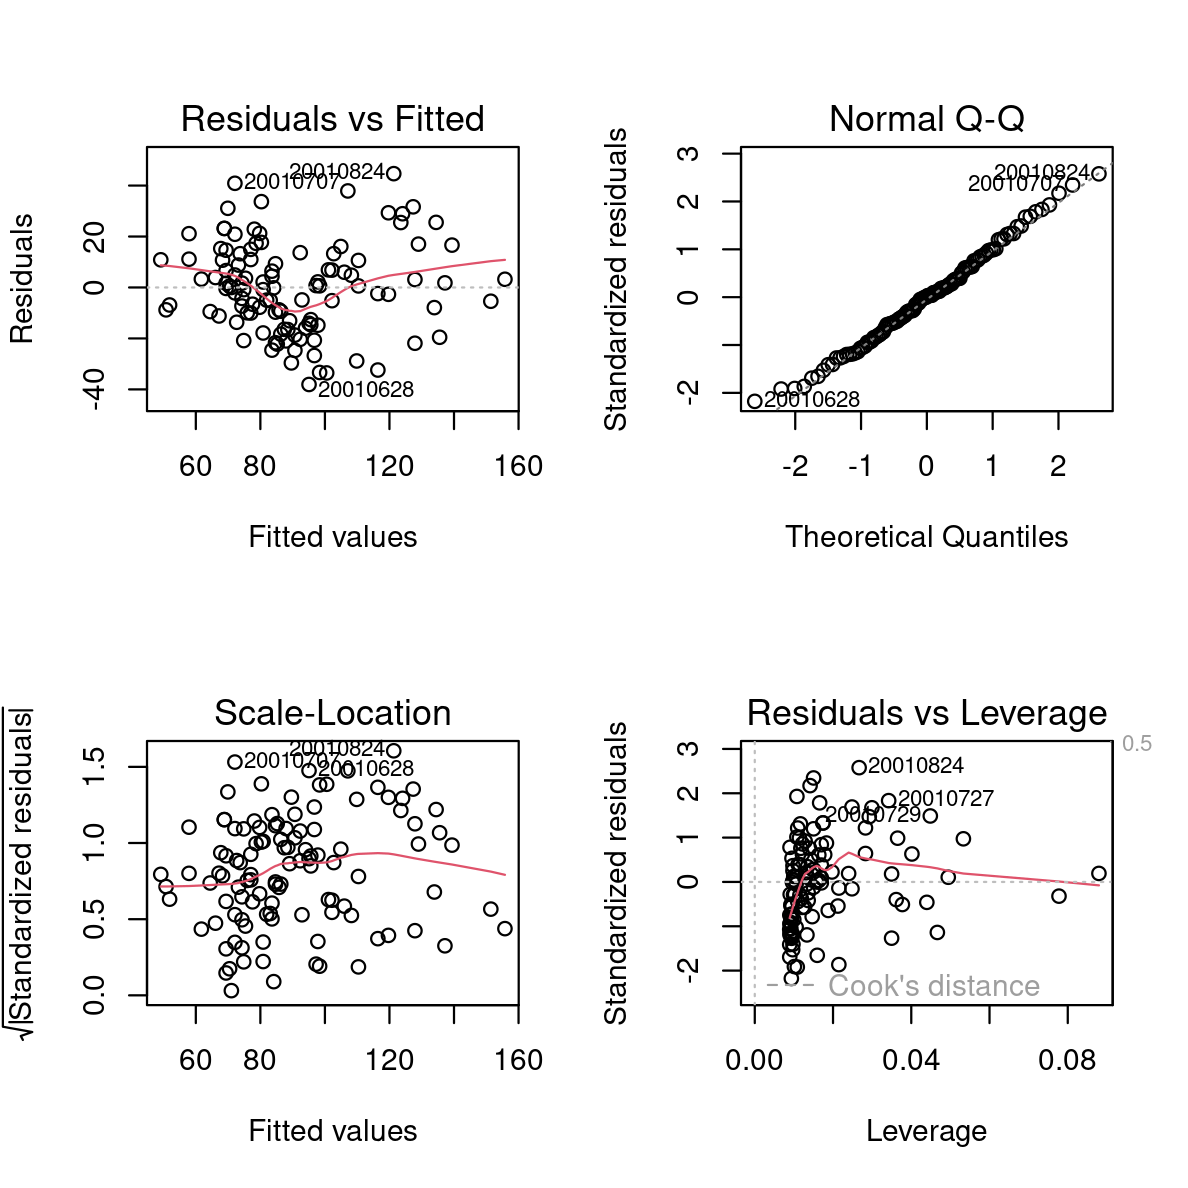 Residuals vs Fitted
Residuals
20
0
-40
20010824
20010707
20010628
60 80 120 160
Fitted values
Normal Q-Q
Standardized residuals
3
2
1
0
-2
20010824
20010707
20010628
-2 -1 0 1 2
Theoretical Quantiles
Scale-Location
√|Standardized residuals|
1.5
1.0
0.5
0.0
20010824
20010707
20010628
60 80 120 160
Fitted values
Residuals vs Leverage
Standardized residuals
3
2
1
0
-2
0.5
20010824
20010727
20010729
Cook's distance
0.00 0.04 0.08
Leverage